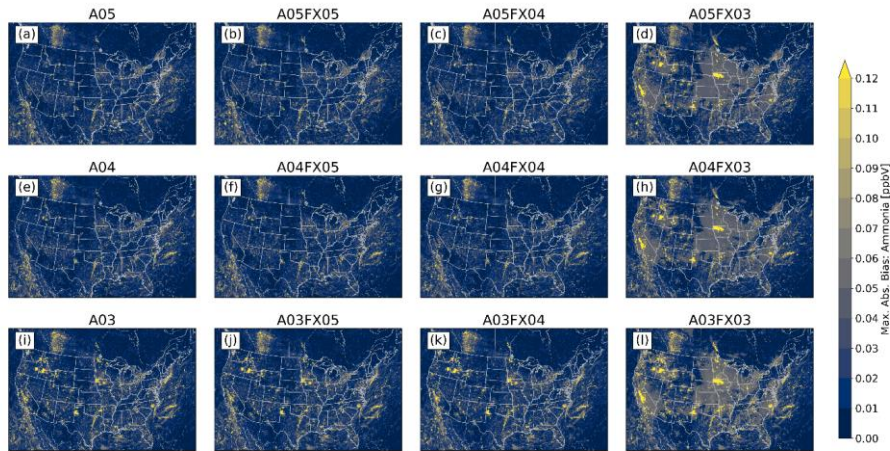 A05 A05FX05 A05FX04 A05FX03
(a) (b) (c) (d)
A04 A04FX05 A04FX04 A04FX03
(e) (f) (g) (h)
A03 A03FX05 A03FX04 A03FX03
(i) (j) (k) (l)
0.12
0.11
0.10
0.09
0.08
0.07
0.06
0.05
0.04
0.03
0.02
0.01
0.00
Max. Abs. Bias: Ammonia [ppbV]